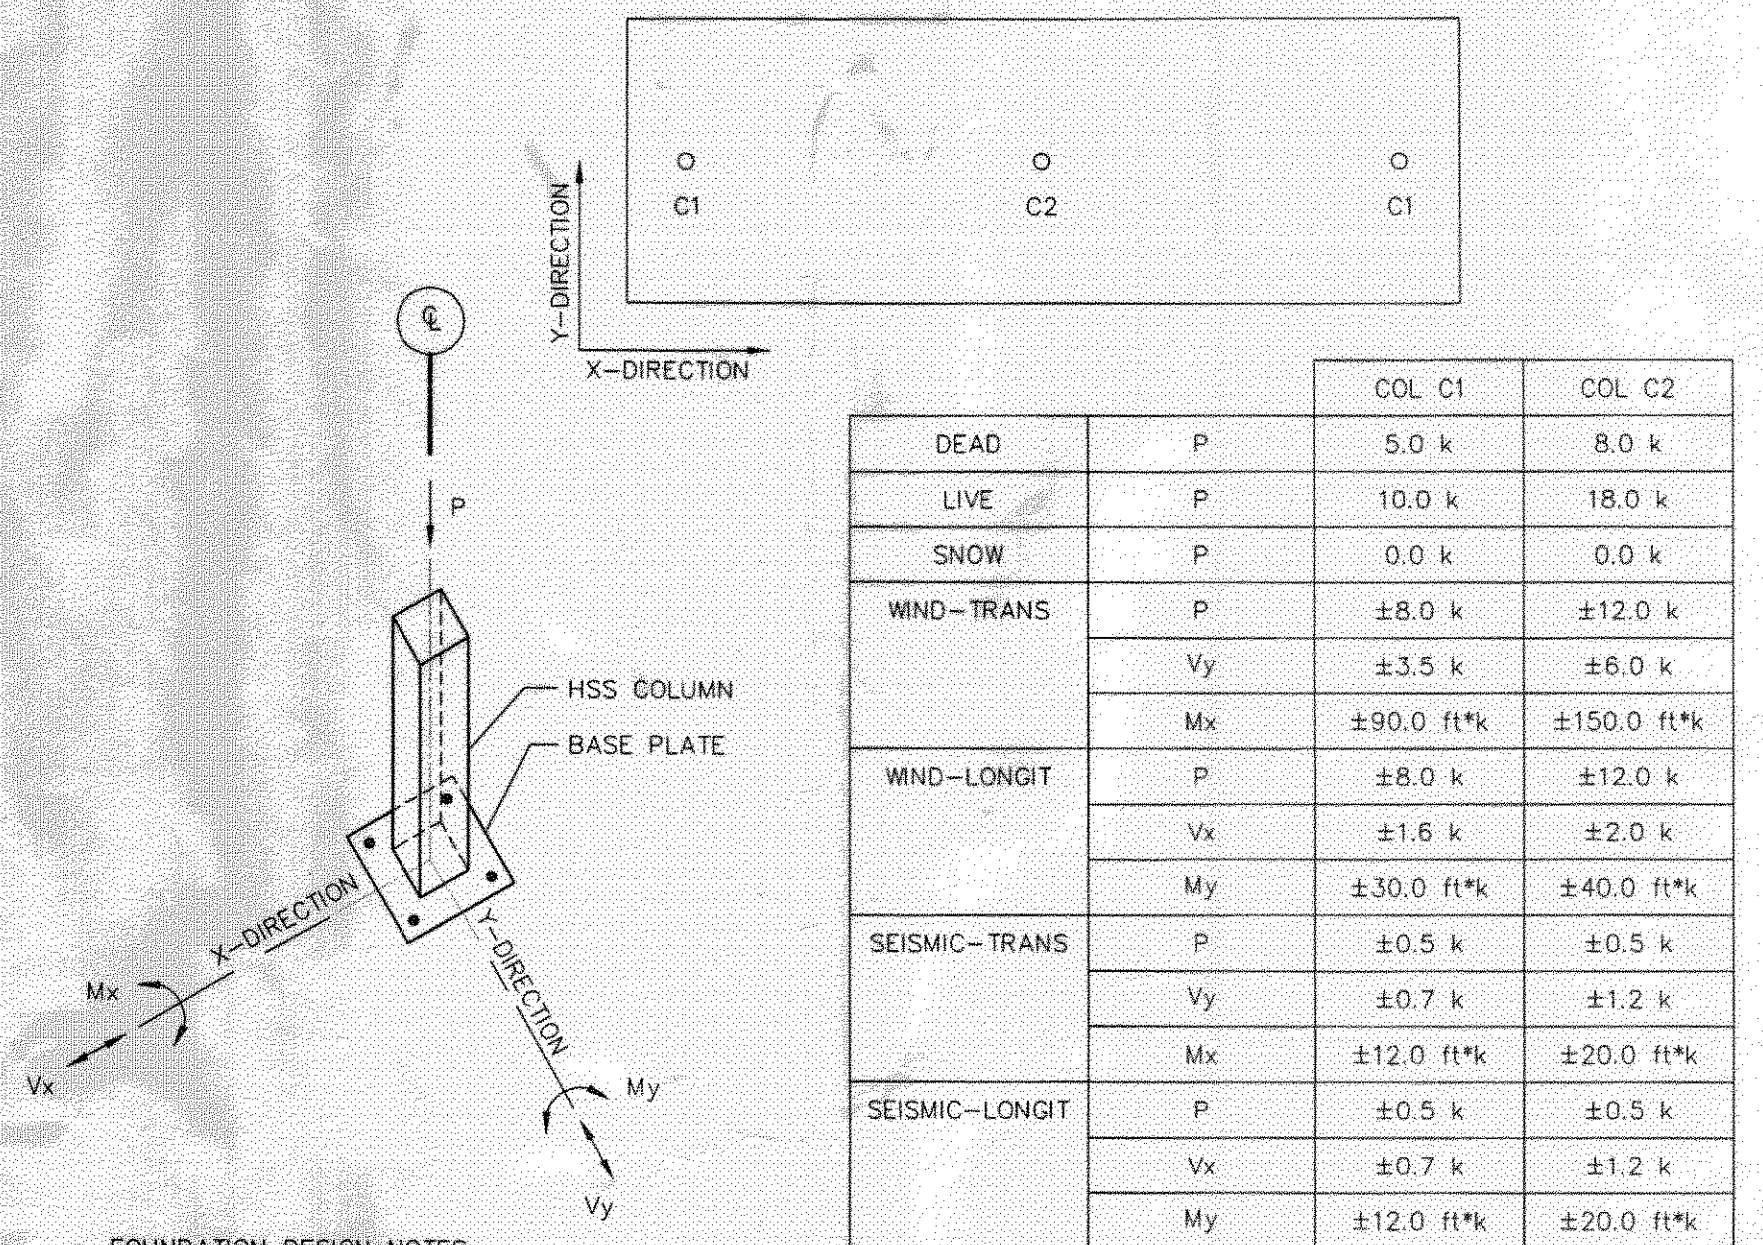 C1 C2 C1
Y-DIRECTION
X-DIRECTION
℄
P
HSS COLUMN
BASE PLATE
X-DIRECTION
Y-DIRECTION
Mx
Vx
My
Vy
COL C1 COL C2
DEAD P 5.0 k 8.0 k
LIVE P 10.0 k 18.0 k
SNOW P 0.0 k 0.0 k
WIND-TRANS P ±8.0 k ±12.0 k
Vy ±3.5 k ±6.0 k
Mx ±90.0 ft*k ±150.0 ft*k
WIND-LONGIT P ±8.0 k ±12.0 k
Vx ±1.6 k ±2.0 k
My ±30.0 ft*k ±40.0 ft*k
SEISMIC-TRANS P ±0.5 k ±0.5 k
Vy ±0.7 k ±1.2 k
Mx ±12.0 ft*k ±20.0 ft*k
SEISMIC-LONGIT P ±0.5 k ±0.5 k
Vx ±0.7 k ±1.2 k
My ±12.0 ft*k ±20.0 ft*k
FOUNDATION DESIGN NOTES